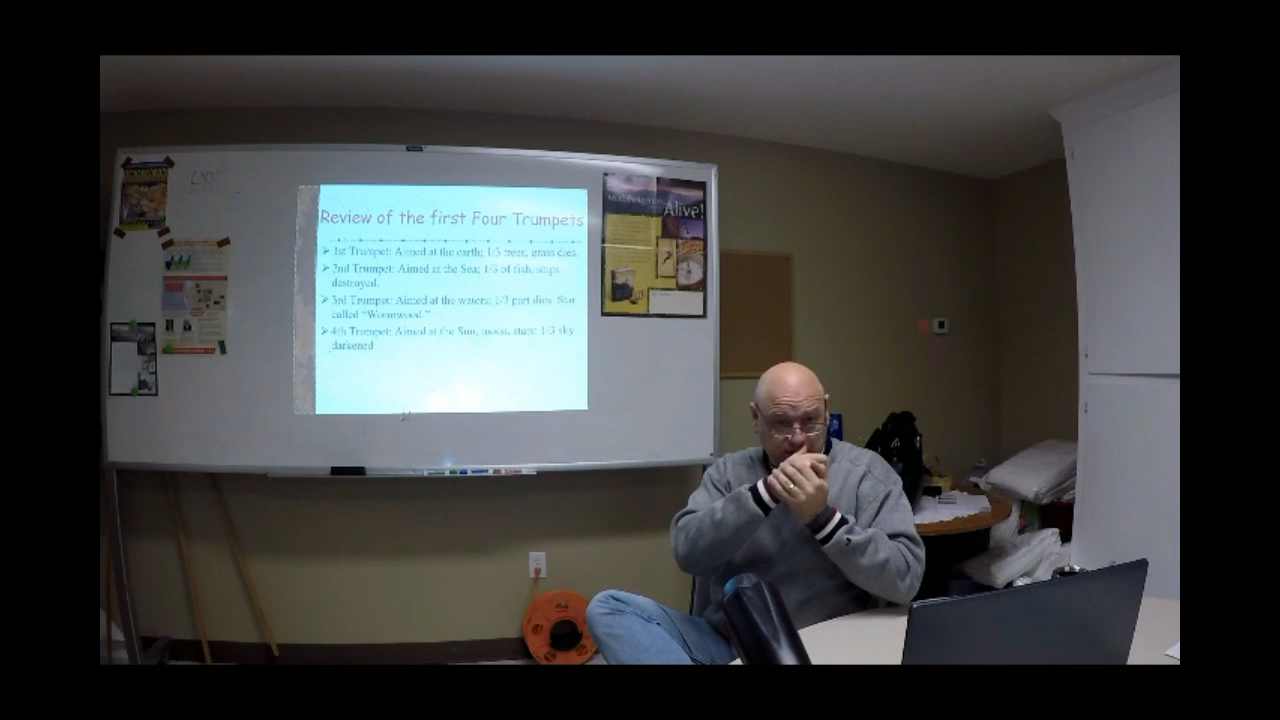 LXX
Review of the first Four Trumpets
1st Trumpet: Aimed at the earth; 1/3 trees, grass dies.
2nd Trumpet: Aimed at the Sea; 1/3 of fish, ships
destroyed.
3rd Trumpet: Aimed at the waters; 1/3 part dies. Star
called “Wormwood.”
4th Trumpet: Aimed at the Sun, moon, stars; 1/3 sky
darkened
Alive!